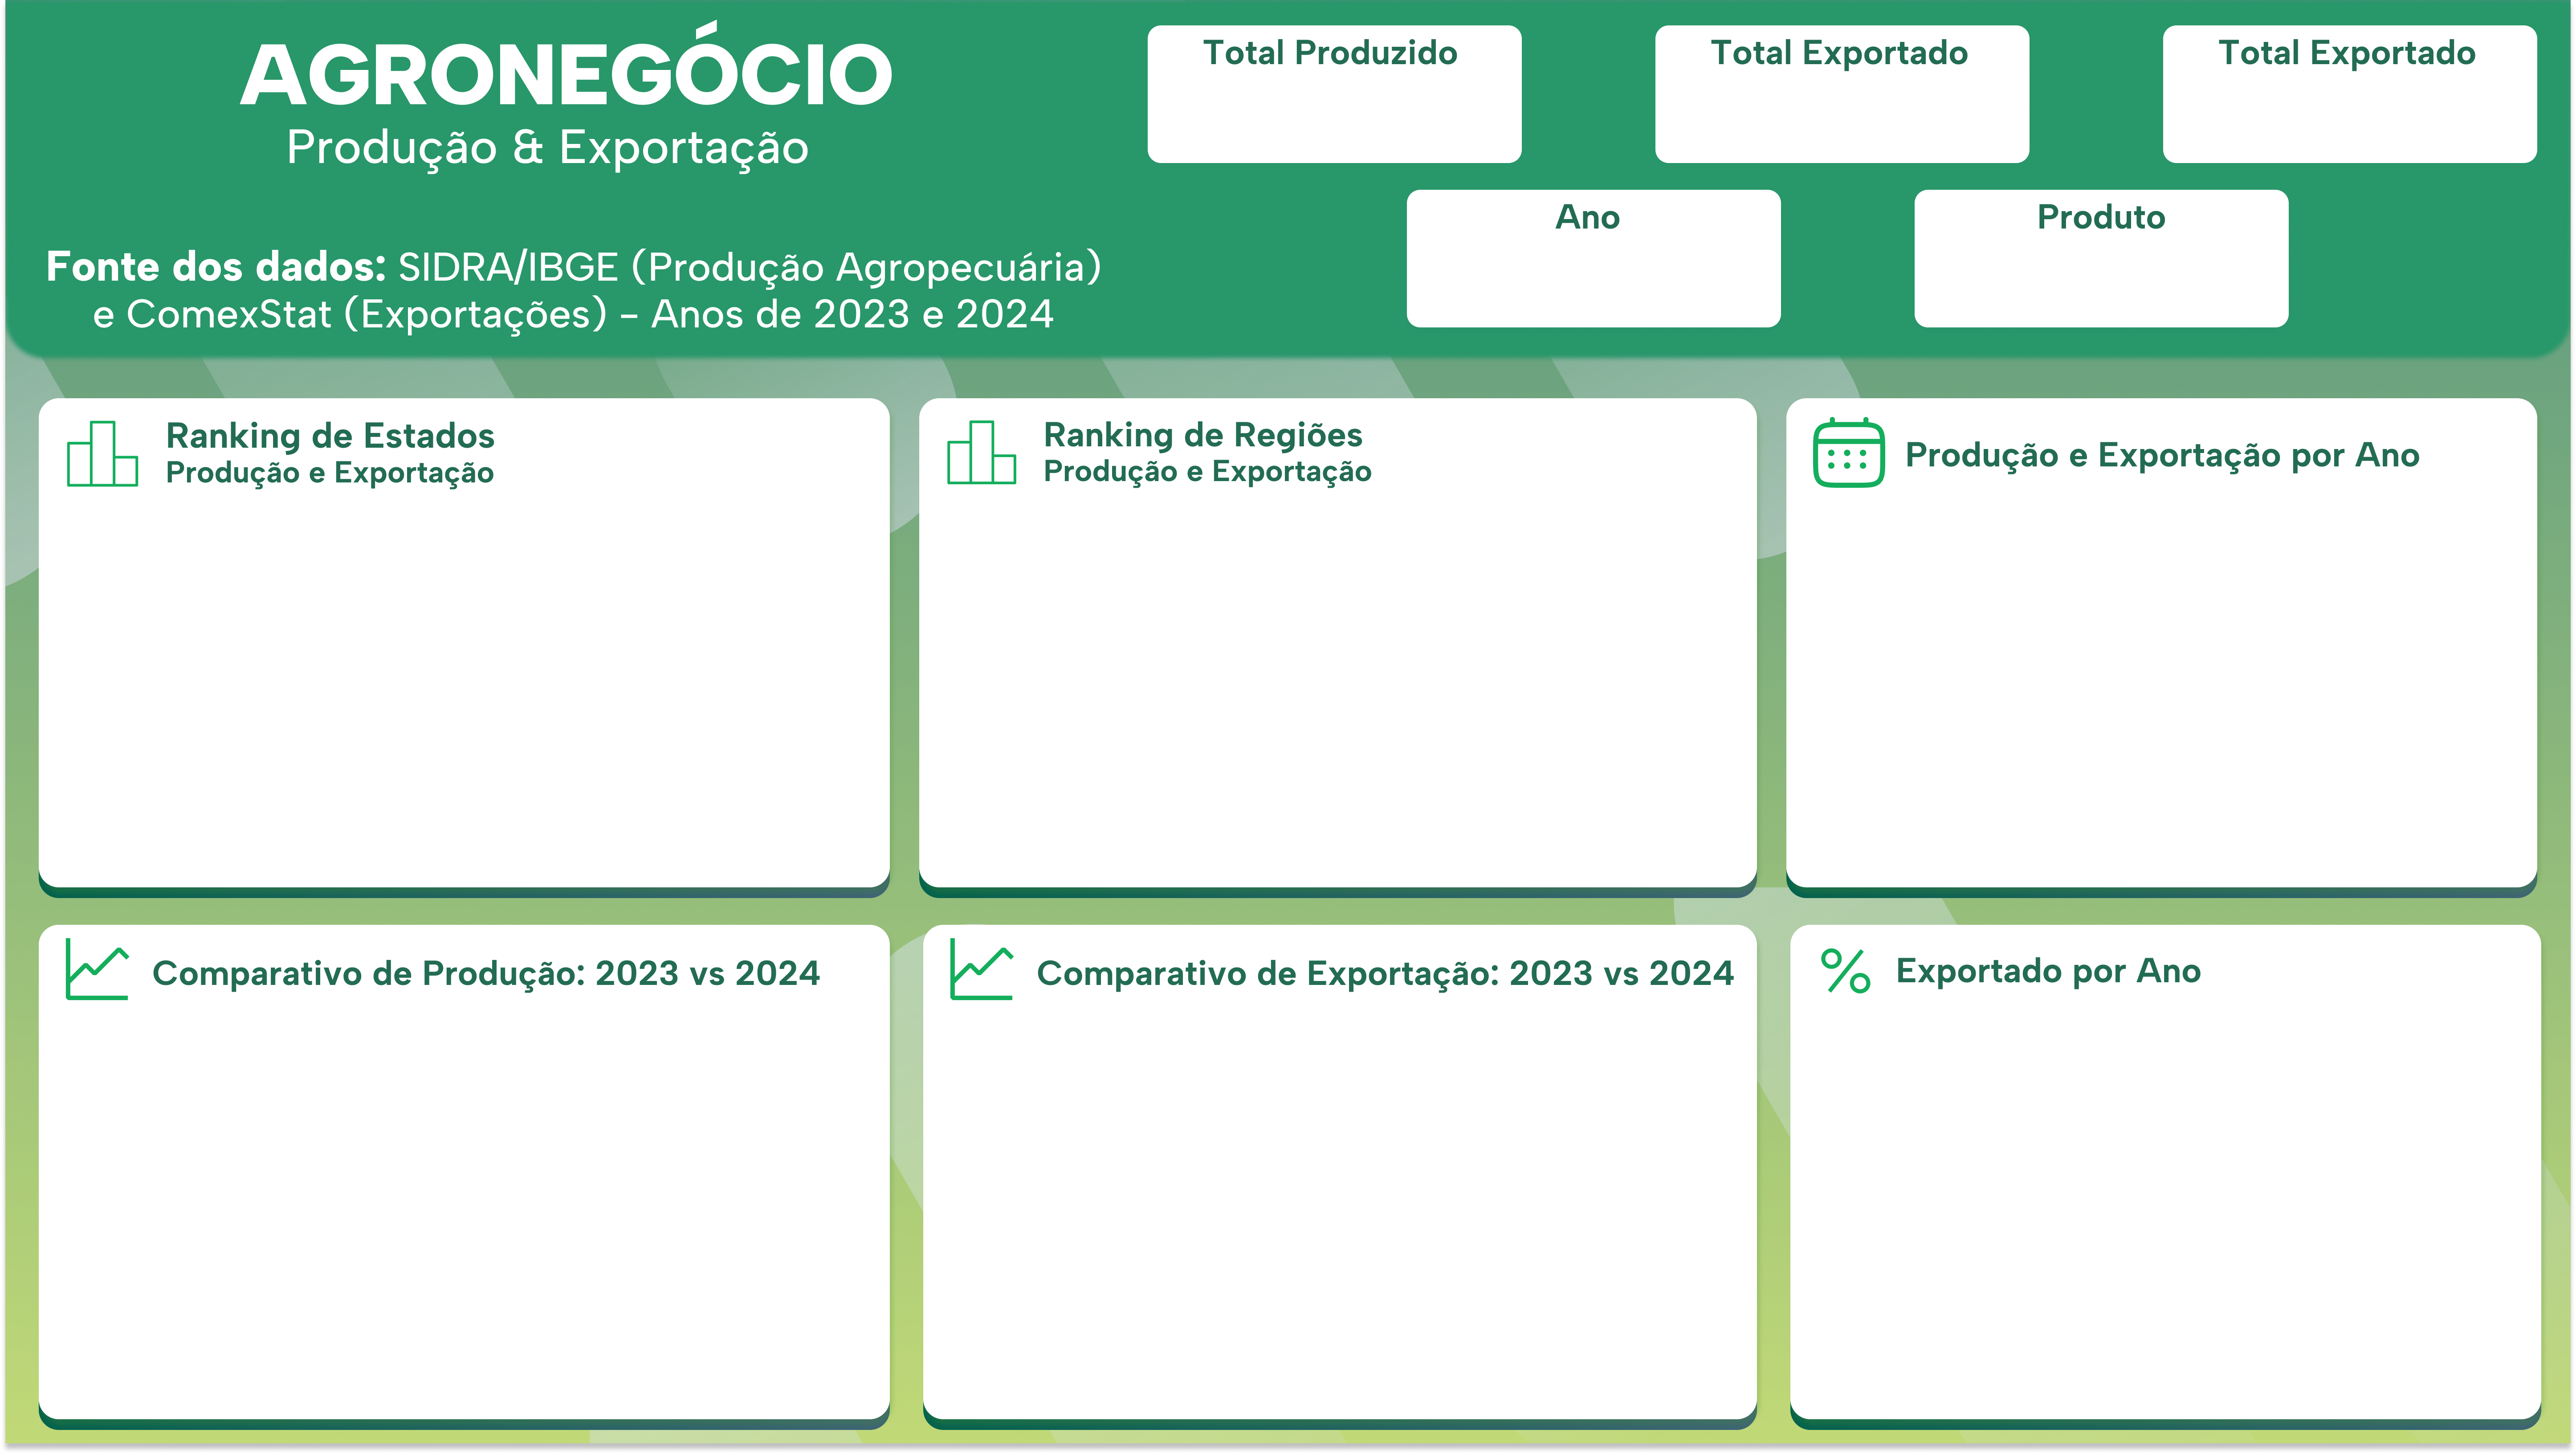 AGRONEGÓCIO
Produção & Exportação
Fonte dos dados: SIDRA/IBGE (Produção Agropecuária)
e ComexStat (Exportações) - Anos de 2023 e 2024
Total Produzido
Total Exportado
Total Exportado
Ano
Produto
Ranking de Estados
Produção e Exportação
Ranking de Regiões
Produção e Exportação
Produção e Exportação por Ano
Comparativo de Produção: 2023 vs 2024
Comparativo de Exportação: 2023 vs 2024
% Exportado por Ano